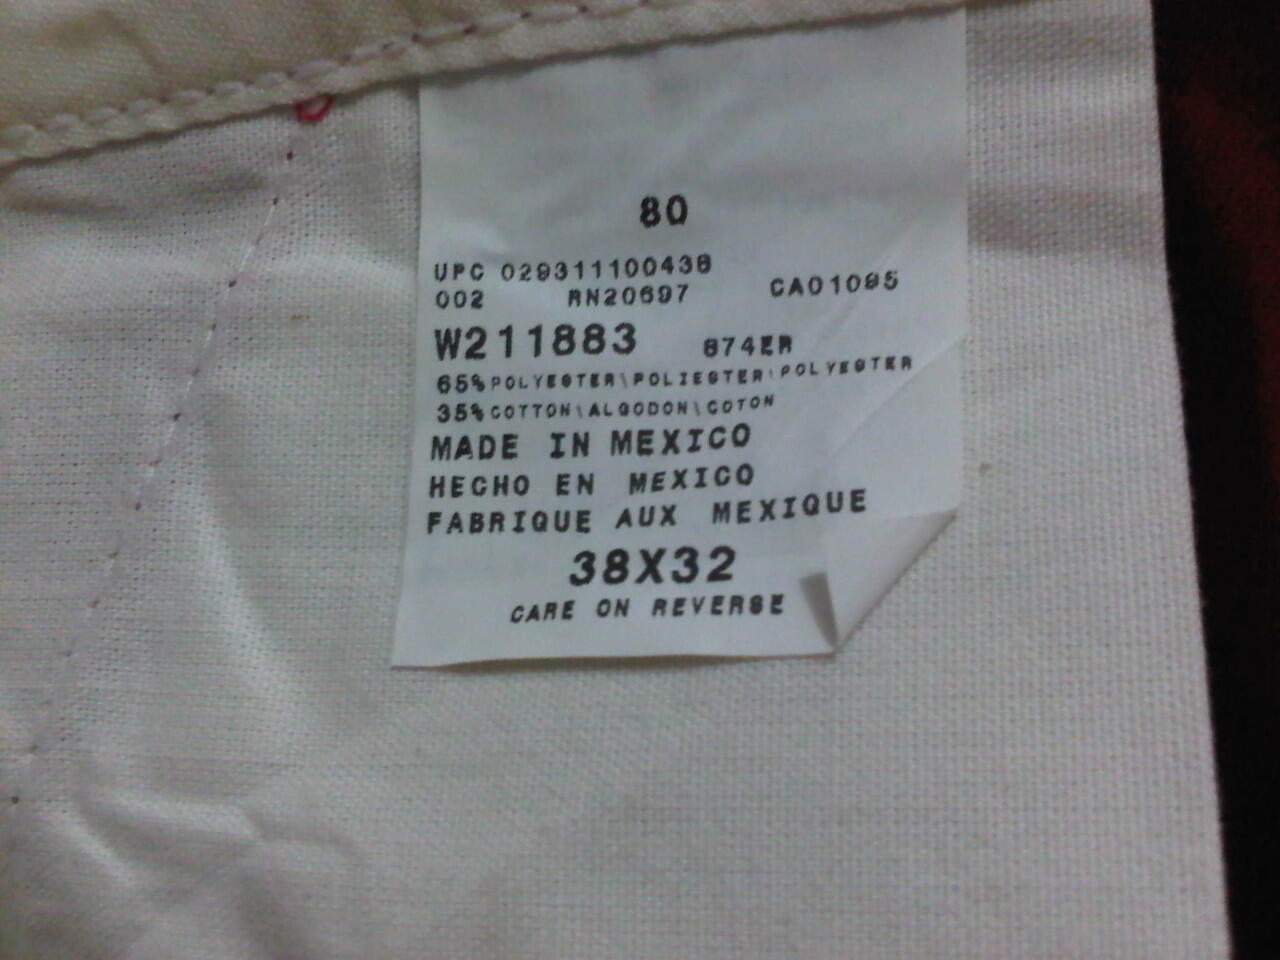 80
UPC 029311100436
002 RN20697 CA01095
W211883 874ER
65% POLYESTER\POLIESTER\POLYESTER
35% COTTON\ALGODON\COTON
MADE IN MEXICO
HECHO EN MEXICO
FABRIQUE AUX MEXIQUE
38X32
CARE ON REVERSE